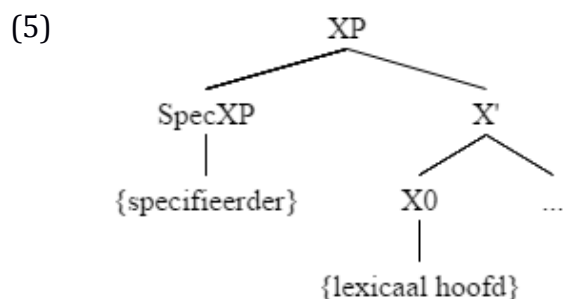 (5)
XP
SpecXP X'
{specifieerder} X0 ...
{lexicaal hoofd}